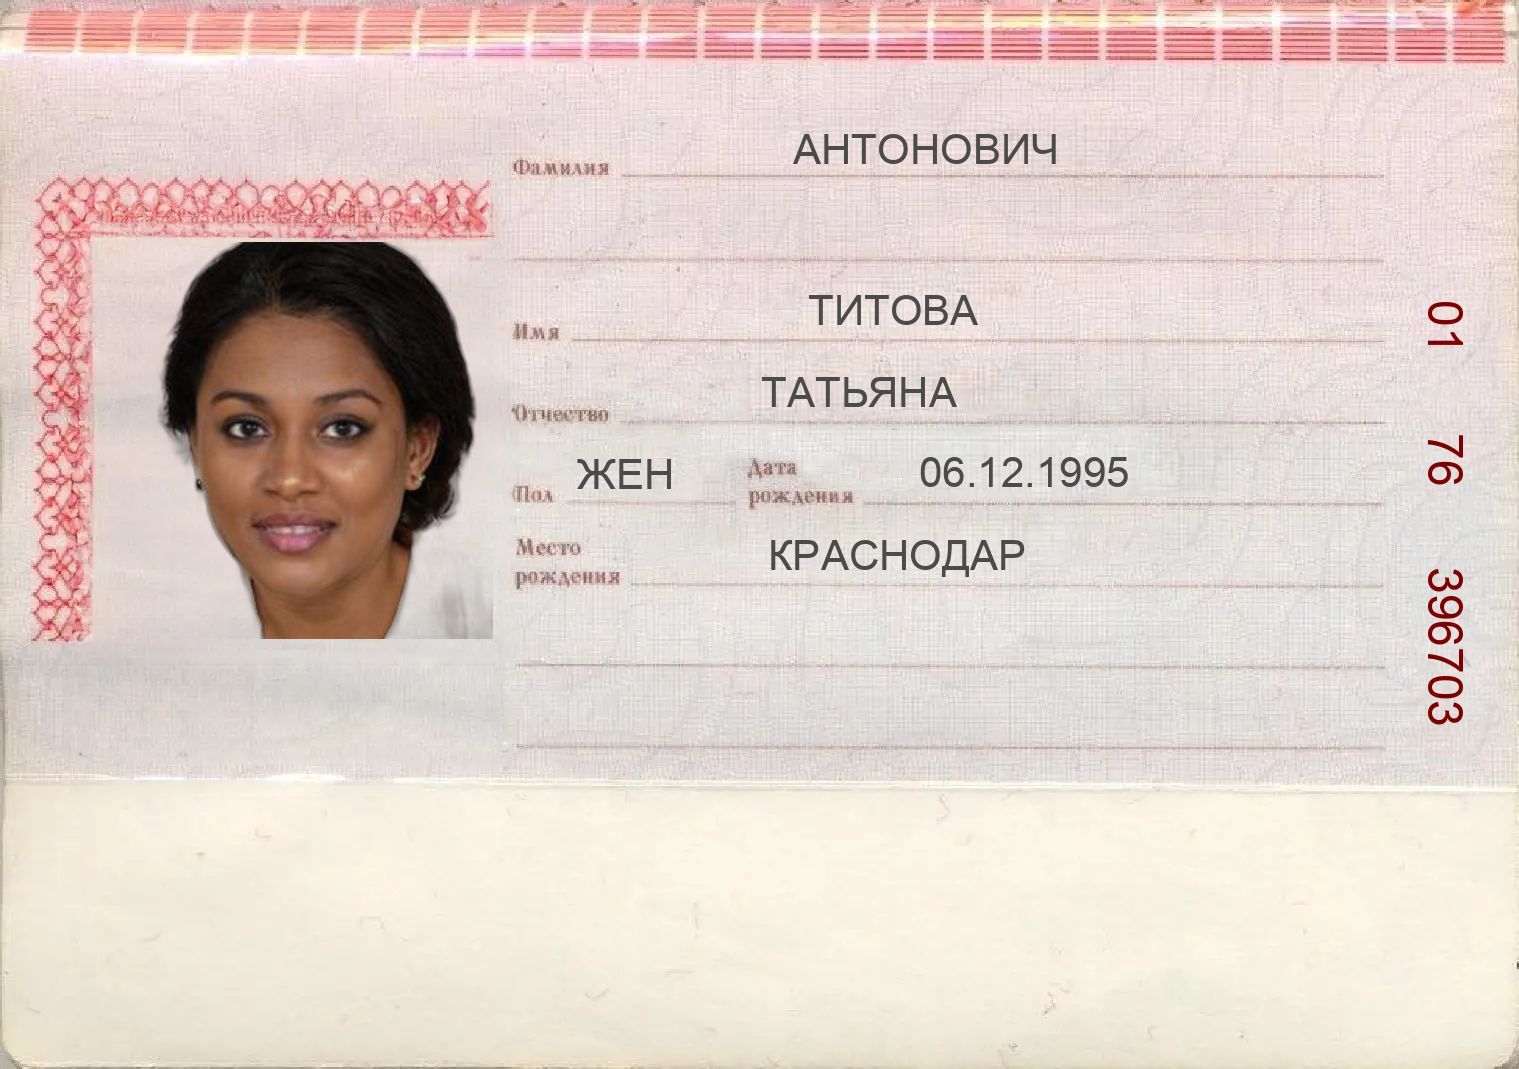 Фамилия АНТОНОВИЧ
Имя ТИТОВА
Отчество ТАТЬЯНА
Пол ЖЕН Дата рождения 06.12.1995
Место рождения КРАСНОДАР
01 76 396703